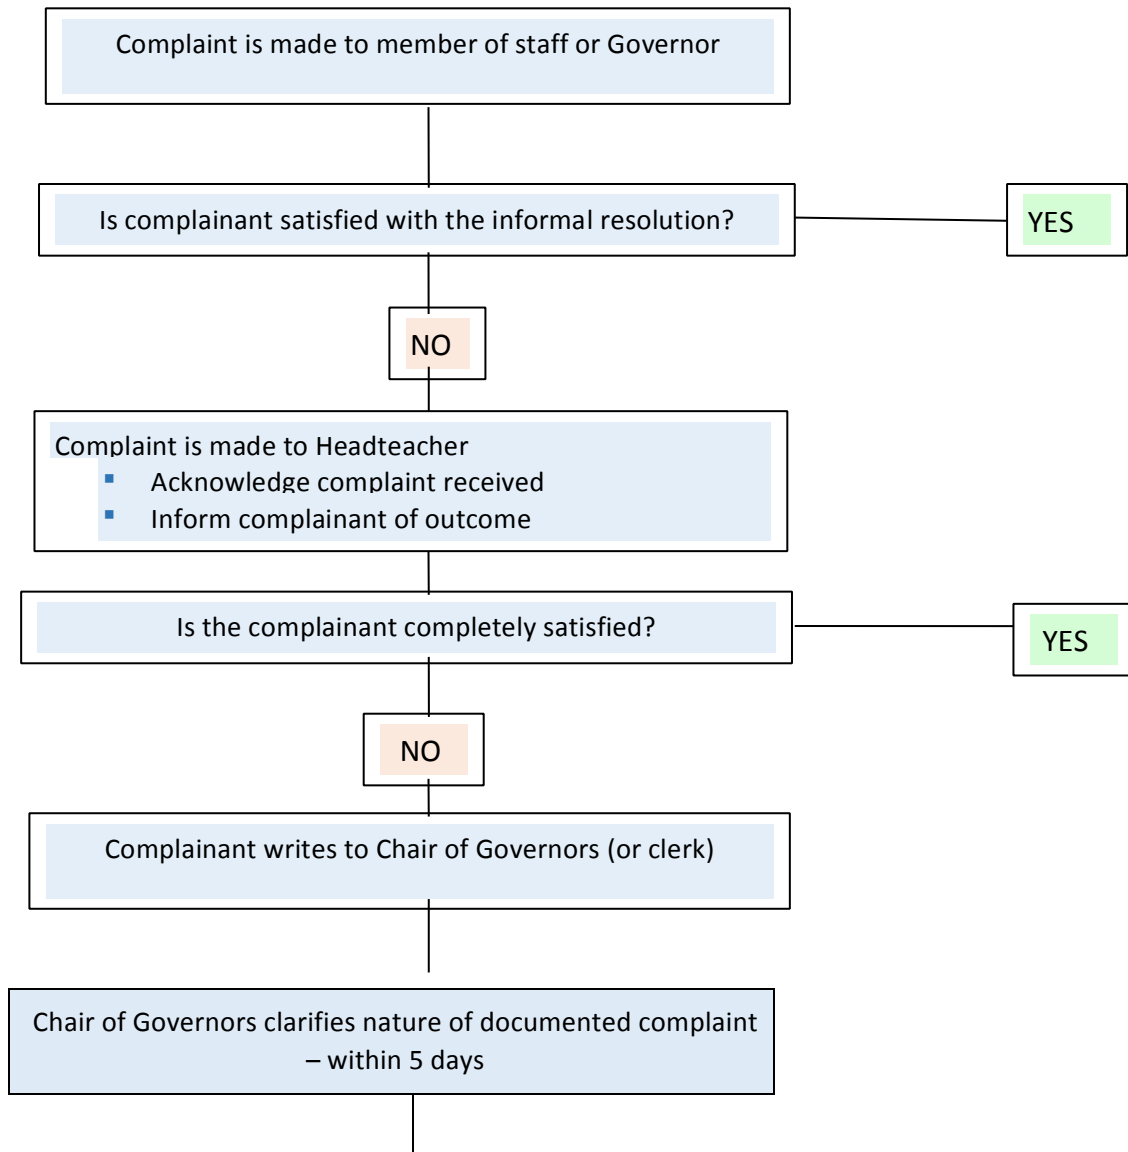 Complaint is made to member of staff or Governor
Is complainant satisfied with the informal resolution?
YES
NO
Complaint is made to Headteacher
▪ Acknowledge complaint received
▪ Inform complainant of outcome
Is the complainant completely satisfied?
YES
NO
Complainant writes to Chair of Governors (or clerk)
Chair of Governors clarifies nature of documented complaint
– within 5 days